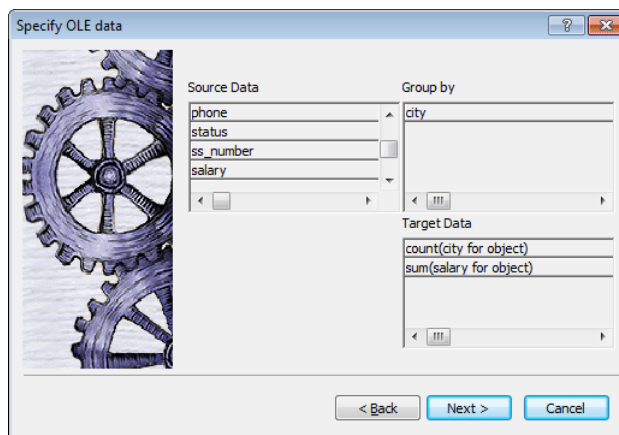 Specify OLE data
Source Data
phone
status
ss_number
salary
Group by
city
Target Data
count(city for object)
sum(salary for object)
< Back
Next >
Cancel